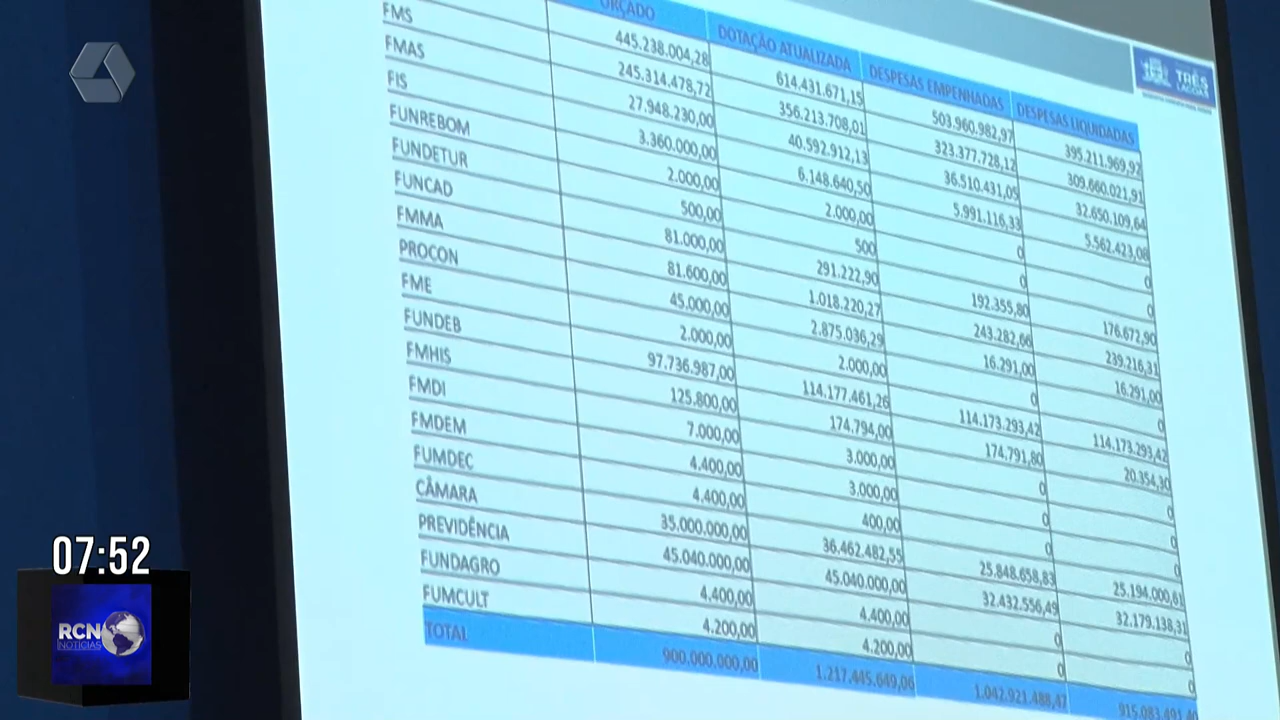 ORÇADO DOTAÇÃO ATUALIZADA DESPESAS EMPENHADAS DESPESAS LIQUIDADAS
445.238.004,28 614.431.671,15 503.960.982,97 395.211.969,92
FMS 245.314.478,72 356.213.708,01 323.377.728,12 309.660.021,91
FMAS 27.948.230,00 40.592.912,13 36.510.431,05 32.650.109,64
FIS 3.360.000,00 6.148.640,50 5.991.116,33 5.562.423,08
FUNREBOM 2.000,00 2.000,00 0 0
FUNDETUR 500,00 500 0 0
FUNCAD 81.000,00 291.222,90 192.355,80 176.672,90
FMMA 81.600,00 1.018.220,27 243.282,66 239.216,31
PROCON 45.000,00 2.875.036,29 16.291,00 16.291,00
FME 2.000,00 2.000,00 0 0
FUNDEB 97.736.987,00 114.177.461,26 114.173.293,42 114.173.293,42
FMHIS 125.800,00 174.794,00 174.791,80 20.354,30
FMDI 7.000,00 3.000,00 0 0
FMDEM 4.400,00 3.000,00 0 0
FUMDEC 4.400,00 400,00 0 0
CÂMARA 35.000.000,00 36.462.482,55 25.848.658,83 25.194.000,61
PREVIDÊNCIA 45.040.000,00 45.040.000,00 32.432.556,49 32.179.138,31
FUNDAGRO 4.400,00 4.400,00 0 0
FUMCULT 4.200,00 4.200,00 0 0
TOTAL 900.000.000,00 1.217.445.649,06 1.042.921.488,47 915.083.491,40
TRÊS
LAGOAS
07:52
RCN
NOTÍCIAS